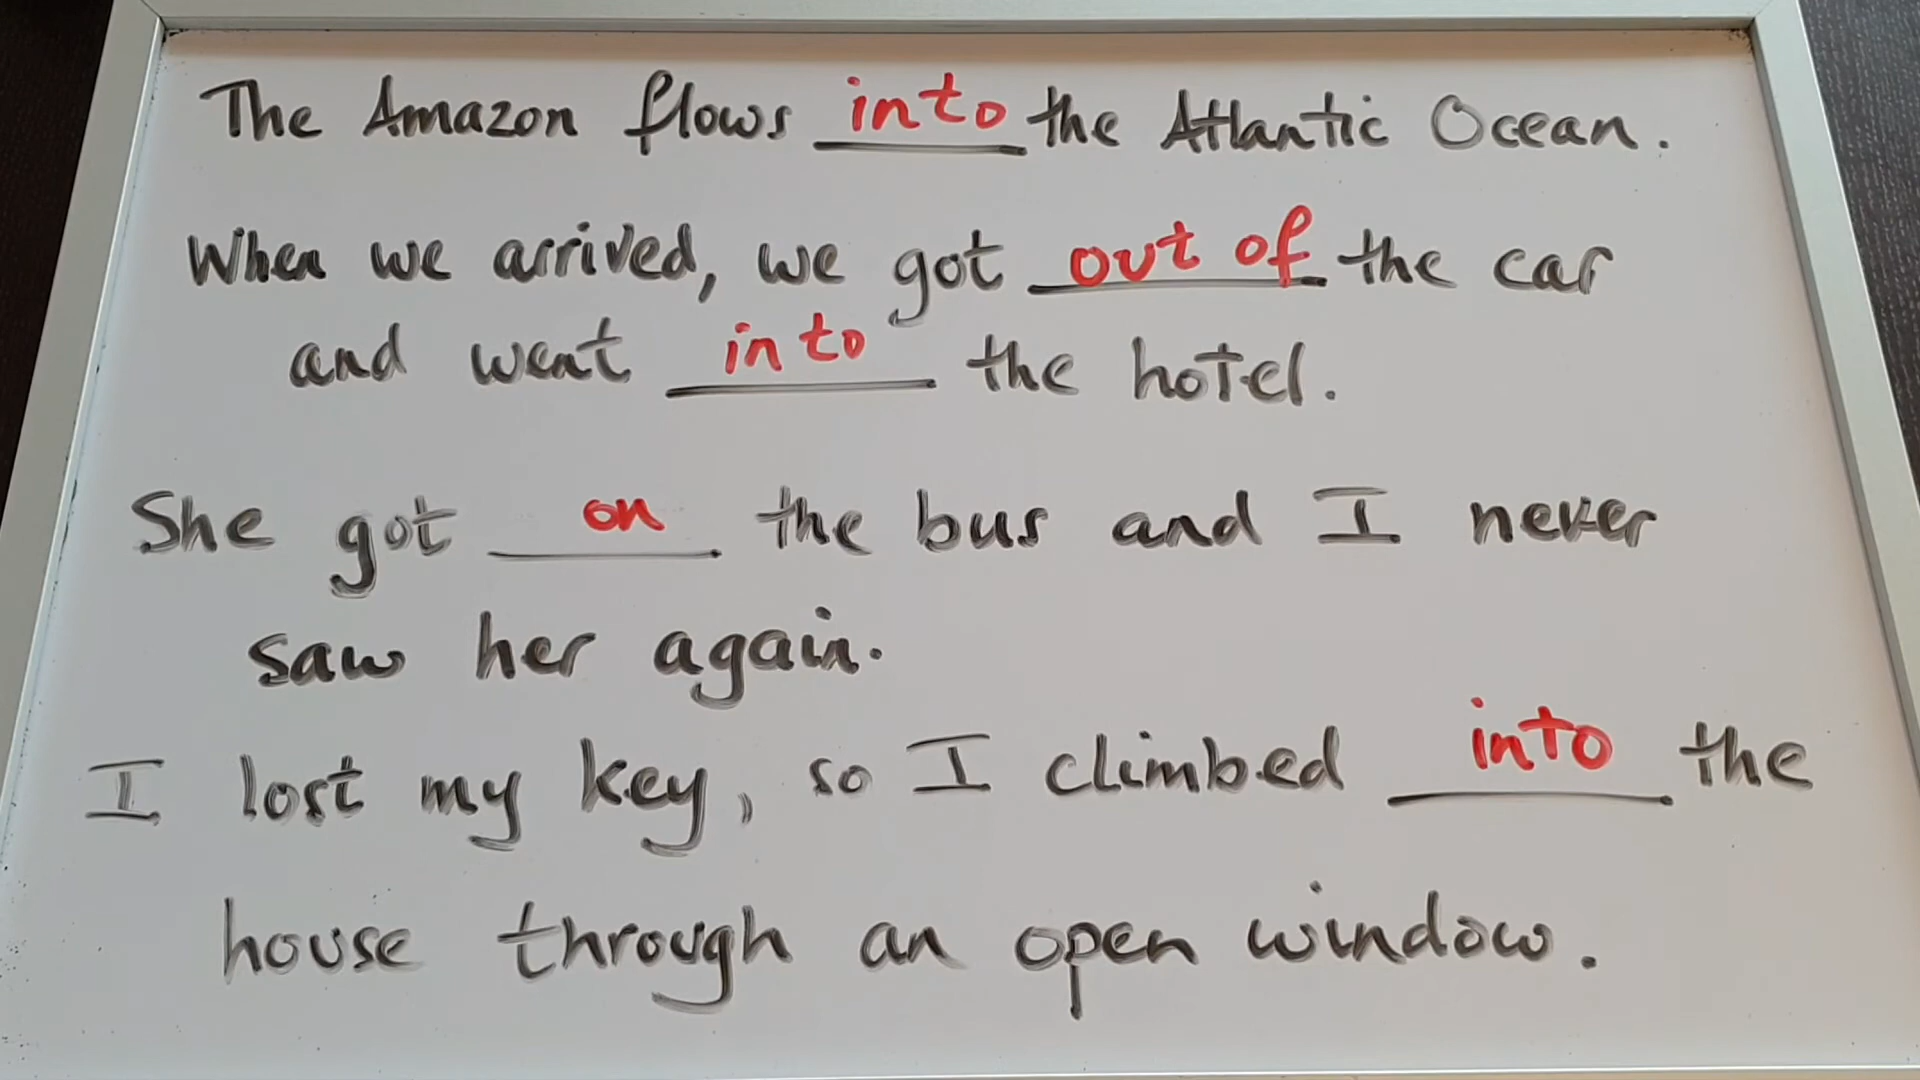 The Amazon flows into the Atlantic Ocean.
When we arrived, we got out of the car
and went into the hotel.
She got on the bus and I never
saw her again.
I lost my key, so I climbed into the
house through an open window.